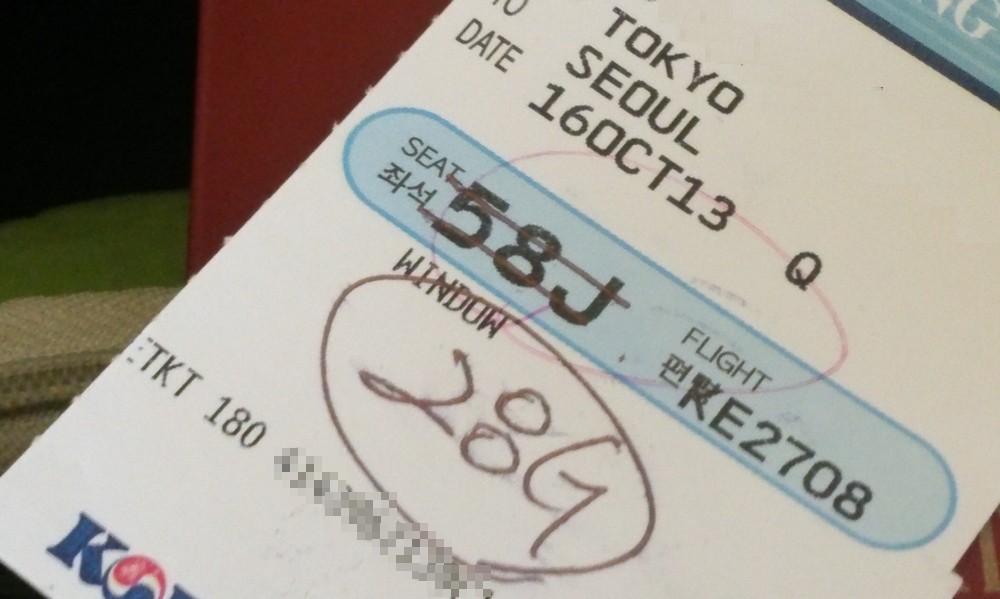 TOKYO
TO SEOUL
DATE 16OCT13 Q
SEAT
좌석 58J
WINDOW
28G
FLIGHT
편명 KE2708
ETKT 180